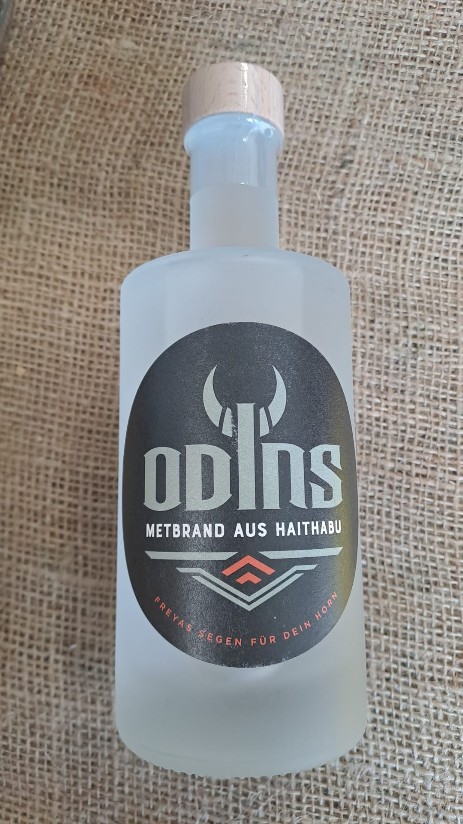 ODINS
METBRAND AUS HAITHABU
FREYAS SEGEN FÜR DEIN HORN